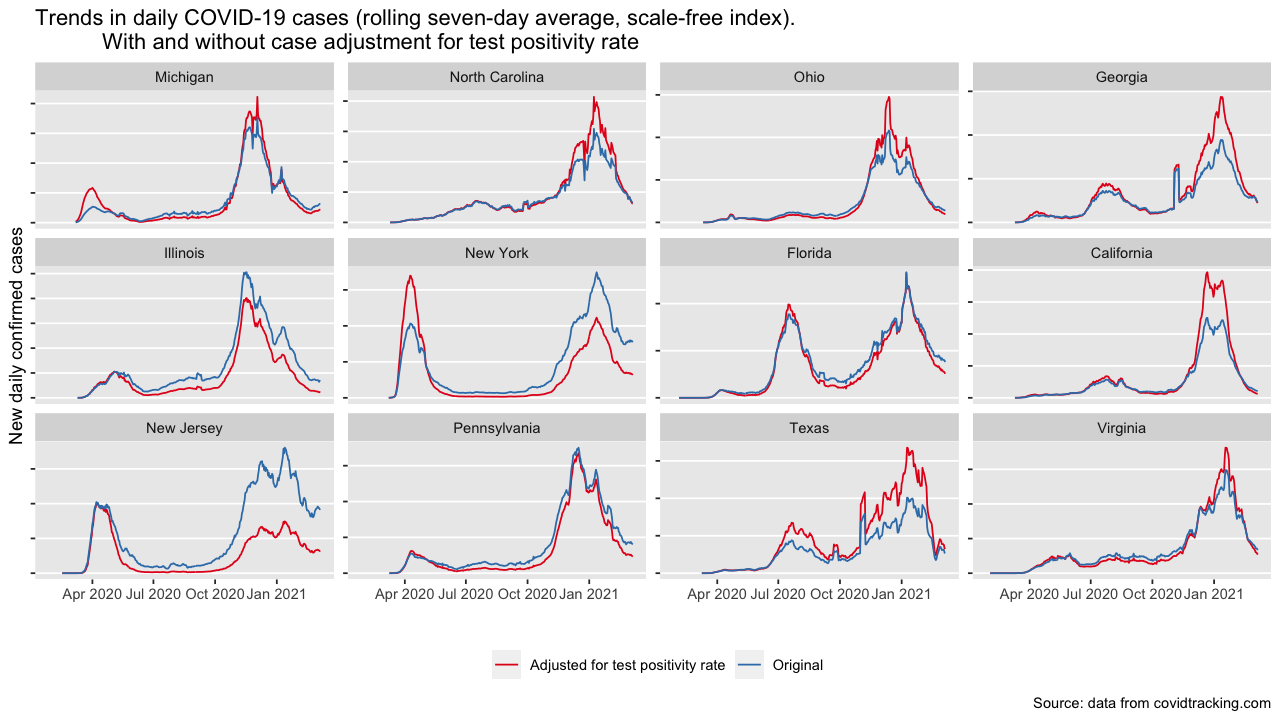 Trends in daily COVID-19 cases (rolling seven-day average, scale-free index).
With and without case adjustment for test positivity rate
Michigan
North Carolina
Ohio
Georgia
Illinois
New York
Florida
California
New Jersey
Pennsylvania
Texas
Virginia
New daily confirmed cases
Apr 2020 Jul 2020 Oct 2020 Jan 2021
Apr 2020 Jul 2020 Oct 2020 Jan 2021
Apr 2020 Jul 2020 Oct 2020 Jan 2021
Apr 2020 Jul 2020 Oct 2020 Jan 2021
Adjusted for test positivity rate
Original
Source: data from covidtracking.com